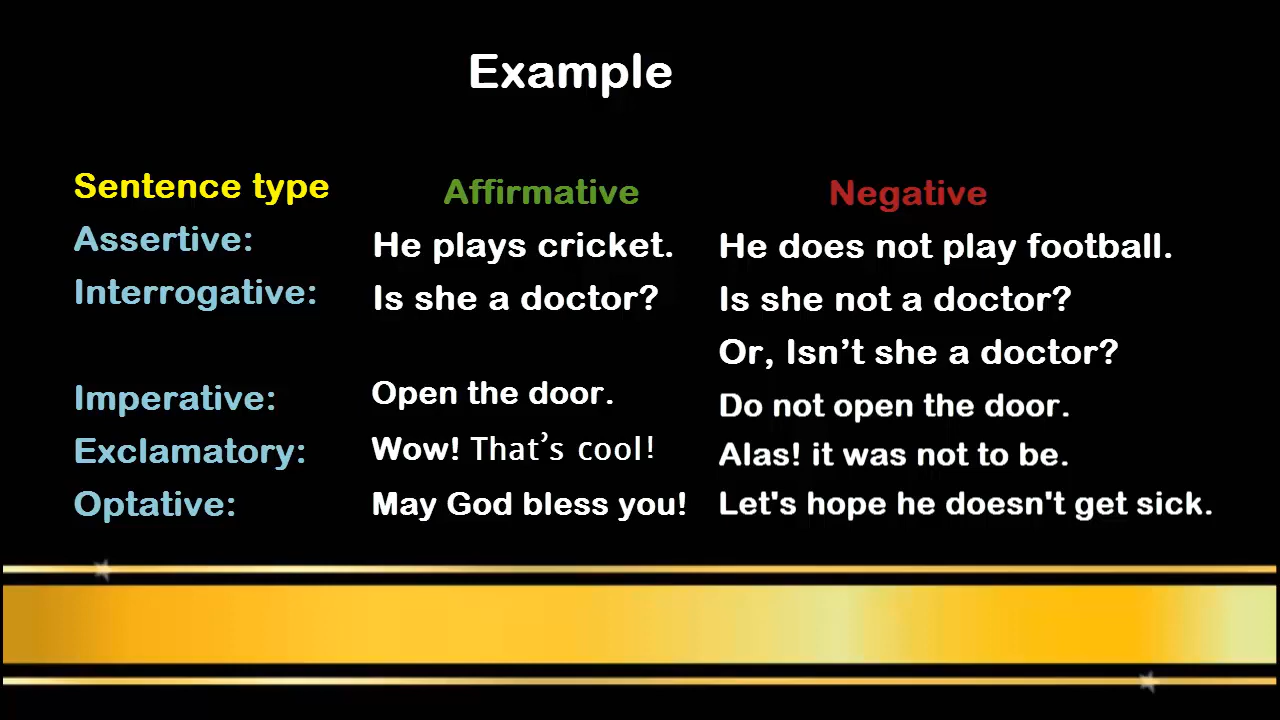 Example
Sentence type Affirmative Negative
Assertive: He plays cricket. He does not play football.
Interrogative: Is she a doctor? Is she not a doctor?
Or, Isn’t she a doctor?
Imperative: Open the door. Do not open the door.
Exclamatory: Wow! That’s cool! Alas! it was not to be.
Optative: May God bless you! Let's hope he doesn't get sick.